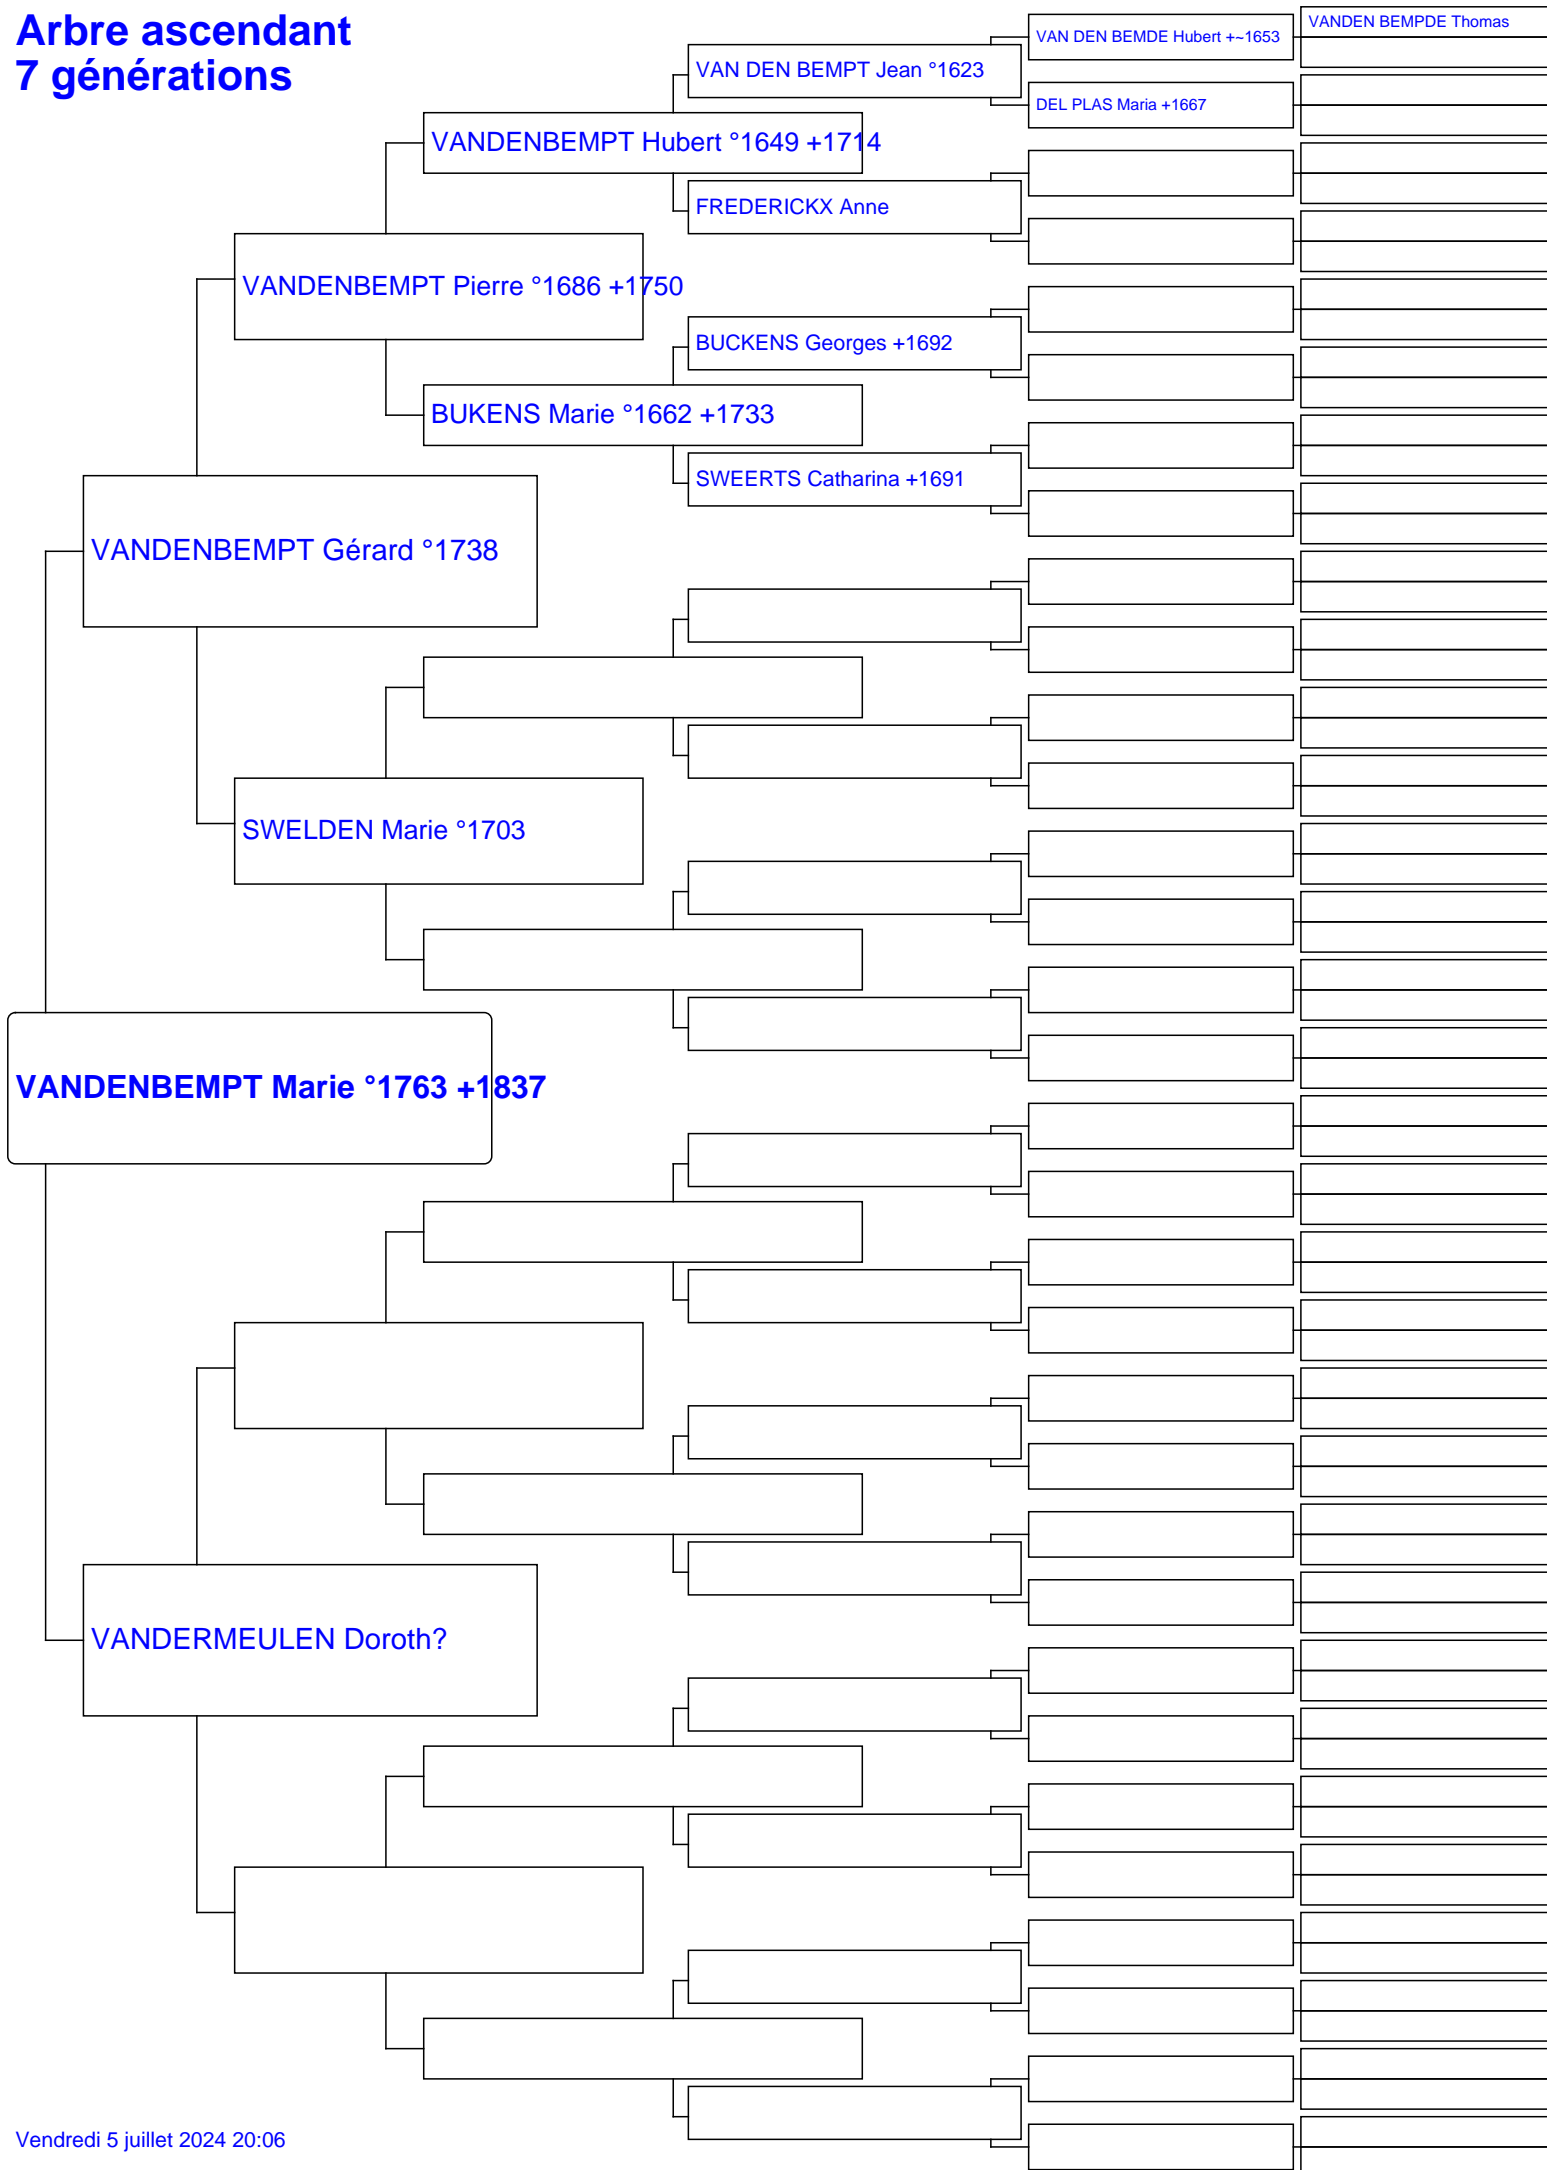 Arbre ascendant
7 générations
VANDEN BEMPDE Thomas
VAN DEN BEMDE Hubert +~1653
VAN DEN BEMPT Jean °1623
DEL PLAS Maria +1667
VANDENBEMPT Hubert °1649 +1714
FREDERICKX Anne
VANDENBEMPT Pierre °1686 +1750
BUCKENS Georges +1692
BUKENS Marie °1662 +1733
SWEERTS Catharina +1691
VANDENBEMPT Gérard °1738
SWELDEN Marie °1703
VANDENBEMPT Marie °1763 +1837
VANDERMEULEN Doroth?
Vendredi 5 juillet 2024 20:06